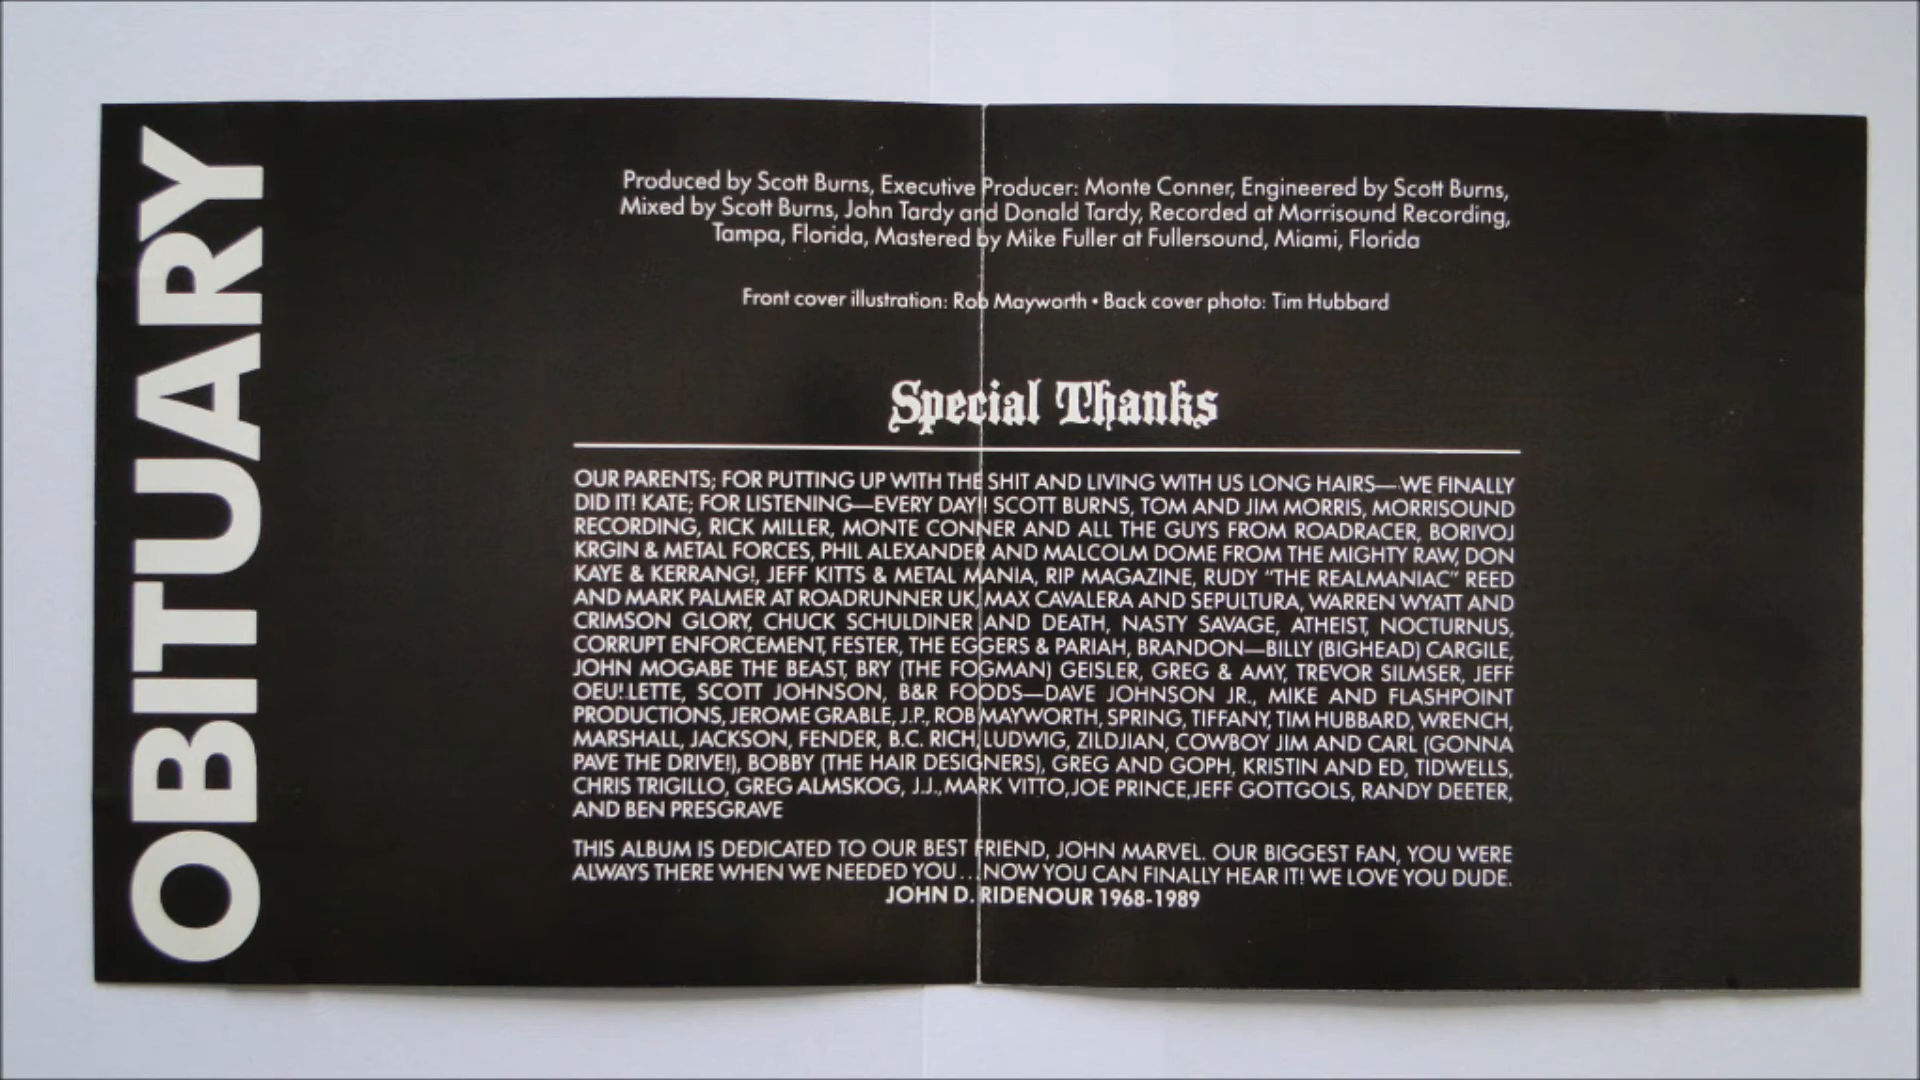 OBITUARY
Produced by Scott Burns, Executive Producer: Monte Conner, Engineered by Scott Burns,
Mixed by Scott Burns, John Tardy and Donald Tardy, Recorded at Morrisound Recording,
Tampa, Florida, Mastered by Mike Fuller at Fullersound, Miami, Florida
Front cover illustration: Rob Mayworth • Back cover photo: Tim Hubbard
Special Thanks
OUR PARENTS; FOR PUTTING UP WITH THE SHIT AND LIVING WITH US LONG HAIRS—WE FINALLY
DID IT! KATE; FOR LISTENING—EVERY DAY!! SCOTT BURNS, TOM AND JIM MORRIS, MORRISOUND
RECORDING, RICK MILLER, MONTE CONNER AND ALL THE GUYS FROM ROADRACER, BORIVOJ
KRGIN & METAL FORCES, PHIL ALEXANDER AND MALCOLM DOME FROM THE MIGHTY RAW, DON
KAYE & KERRANG!, JEFF KITTS & METAL MANIA, RIP MAGAZINE, RUDY "THE REALMANIAC" REED
AND MARK PALMER AT ROADRUNNER UK, MAX CAVALERA AND SEPULTURA, WARREN WYATT AND
CRIMSON GLORY, CHUCK SCHULDINER AND DEATH, NASTY SAVAGE, ATHEIST, NOCTURNUS,
CORRUPT ENFORCEMENT, FESTER, THE EGGERS & PARIAH, BRANDON—BILLY (BIGHEAD) CARGILE,
JOHN MOGABE THE BEAST, BRY (THE FOGMAN) GEISLER, GREG & AMY, TREVOR SILMSER, JEFF
OEU!LETTE, SCOTT JOHNSON, B&R FOODS—DAVE JOHNSON JR., MIKE AND FLASHPOINT
PRODUCTIONS, JEROME GRABLE, J.P., ROB MAYWORTH, SPRING, TIFFANY, TIM HUBBARD, WRENCH,
MARSHALL, JACKSON, FENDER, B.C. RICH, LUDWIG, ZILDJIAN, COWBOY JIM AND CARL (GONNA
PAVE THE DRIVE!), BOBBY (THE HAIR DESIGNERS), GREG AND GOPH, KRISTIN AND ED, TIDWELLS,
CHRIS TRIGILLO, GREG ALMSKOG, J.J., MARK VITTO, JOE PRINCE, JEFF GOTTGOLS, RANDY DEETER,
AND BEN PRESGRAVE
THIS ALBUM IS DEDICATED TO OUR BEST FRIEND, JOHN MARVEL. OUR BIGGEST FAN, YOU WERE
ALWAYS THERE WHEN WE NEEDED YOU...NOW YOU CAN FINALLY HEAR IT! WE LOVE YOU DUDE.
JOHN D. RIDENOUR 1968-1989